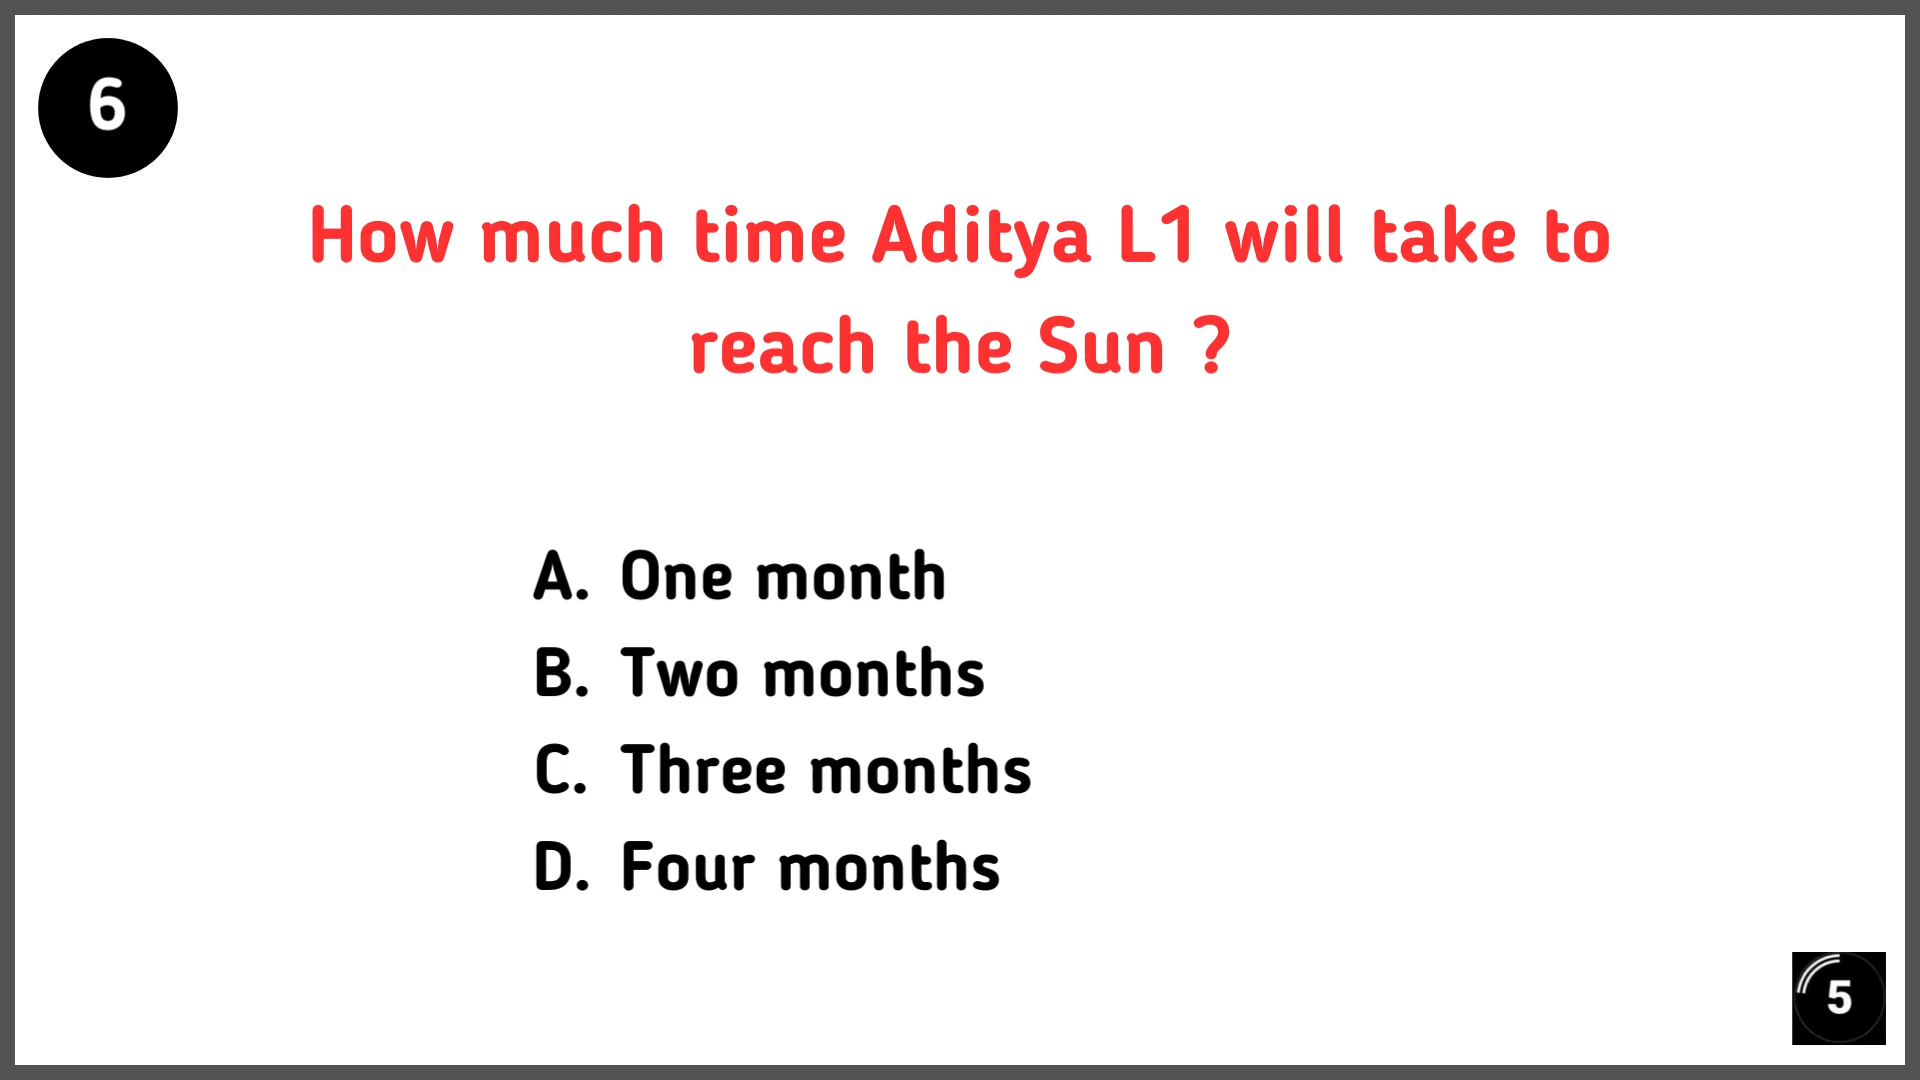 6
How much time Aditya L1 will take to
reach the Sun ?
A. One month
B. Two months
C. Three months
D. Four months
5